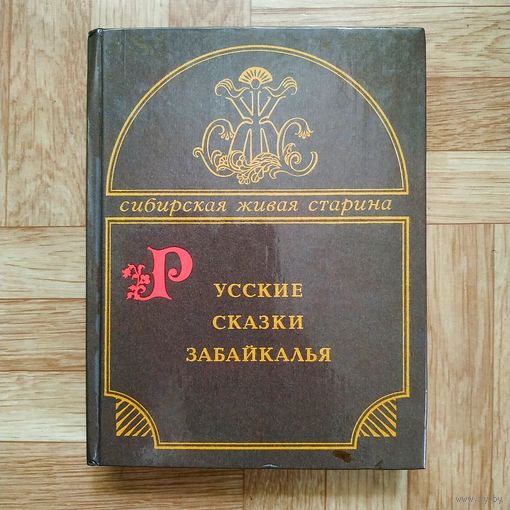 сибирская живая старина
РУССКИЕ
СКАЗКИ
ЗАБАЙКАЛЬЯ